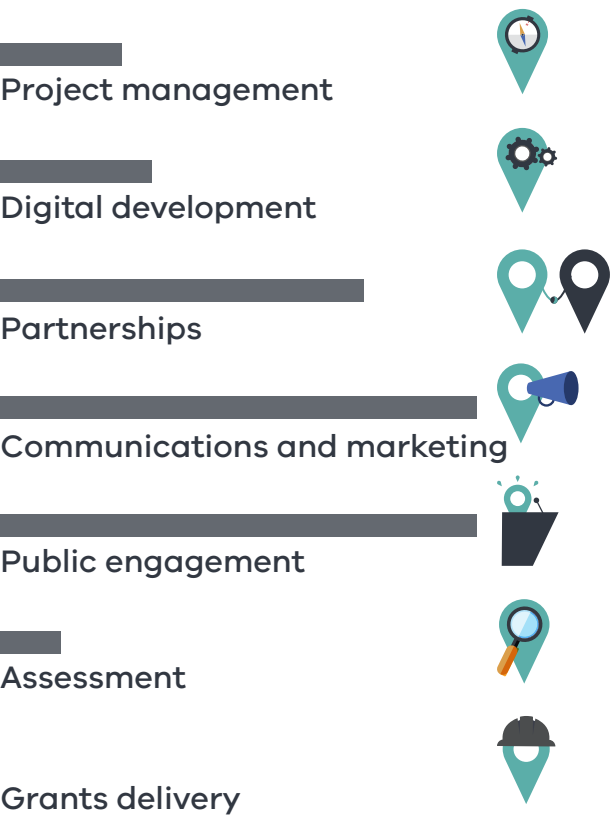 Project management
Digital development
Partnerships
Communications and marketing
Public engagement
Assessment
Grants delivery